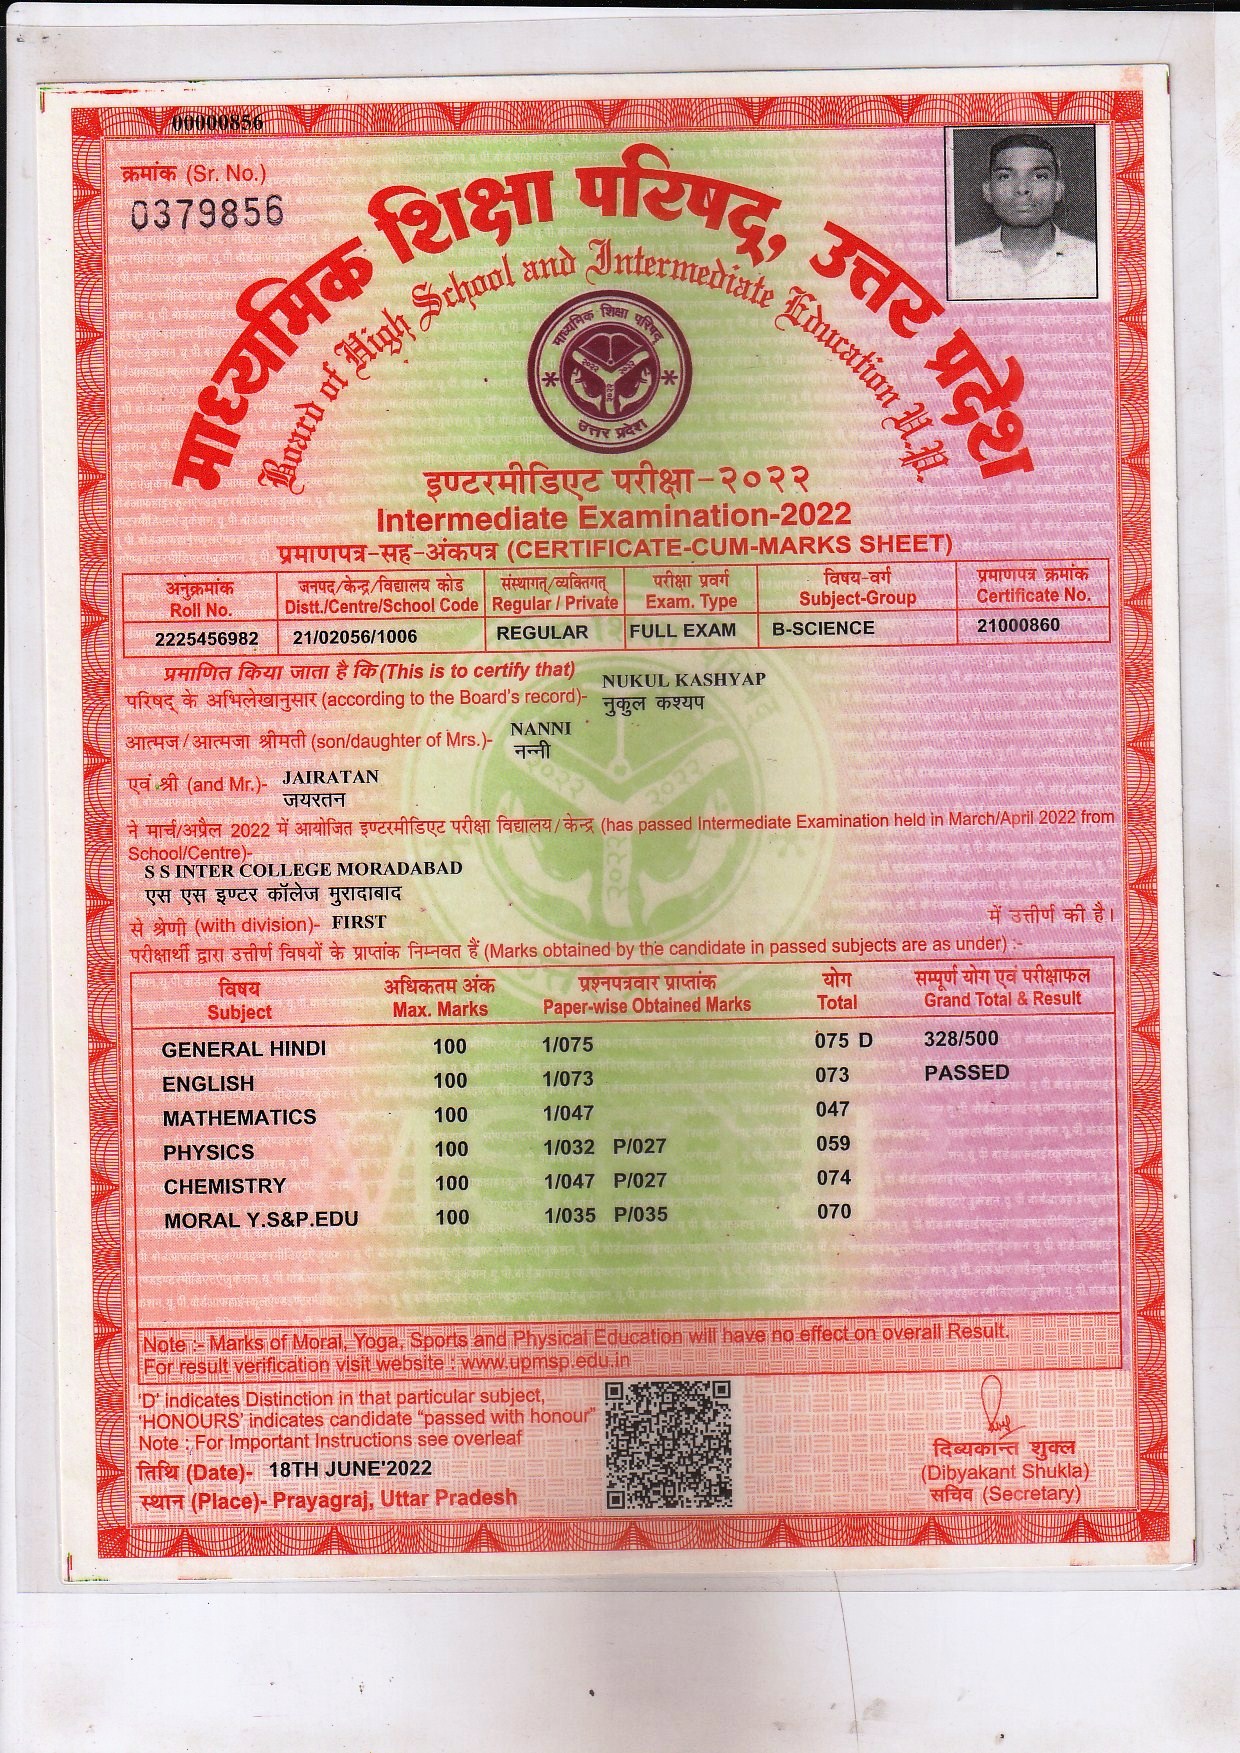 00000856
क्रमांक (Sr. No.)
0379856
माध्यमिक शिक्षा परिषद्, उत्तर प्रदेश
Board of High School and Intermediate Education U.P.
माध्यमिक शिक्षा परिषद्
उत्तर प्रदेश
इण्टरमीडिएट परीक्षा-२०२२
Intermediate Examination-2022
प्रमाणपत्र-सह-अंकपत्र (CERTIFICATE-CUM-MARKS SHEET)
अनुक्रमांक जनपद/केन्द्र/विद्यालय कोड संस्थागत्/व्यक्तिगत् परीक्षा प्रवर्ग विषय-वर्ग प्रमाणपत्र क्रमांक
Roll No. Distt./Centre/School Code Regular / Private Exam. Type Subject-Group Certificate No.
2225456982 21/02056/1006 REGULAR FULL EXAM B-SCIENCE 21000860
प्रमाणित किया जाता है कि (This is to certify that) NUKUL KASHYAP
परिषद् के अभिलेखानुसार (according to the Board's record)- नुकुल कश्यप
NANNI
आत्मज/आत्मजा श्रीमती (son/daughter of Mrs.)- नन्नी
एवं श्री (and Mr.)- JAIRATAN
जयरतन
ने मार्च/अप्रैल 2022 में आयोजित इण्टरमीडिएट परीक्षा विद्यालय/केन्द्र (has passed Intermediate Examination held in March/April 2022 from
School/Centre)-
S S INTER COLLEGE MORADABAD
एस एस इण्टर कॉलेज मुरादाबाद
से श्रेणी (with division)- FIRST में उत्तीर्ण की है।
परीक्षार्थी द्वारा उत्तीर्ण विषयों के प्राप्तांक निम्नवत हैं (Marks obtained by the candidate in passed subjects are as under) :-
विषय अधिकतम अंक प्रश्नपत्रवार प्राप्तांक योग सम्पूर्ण योग एवं परीक्षाफल
Subject Max. Marks Paper-wise Obtained Marks Total Grand Total & Result
GENERAL HINDI 100 1/075 075 D 328/500
ENGLISH 100 1/073 073 PASSED
MATHEMATICS 100 1/047 047
PHYSICS 100 1/032 P/027 059
CHEMISTRY 100 1/047 P/027 074
MORAL Y.S&P.EDU 100 1/035 P/035 070
Note :- Marks of Moral, Yoga, Sports and Physical Education will have no effect on overall Result.
For result verification visit website : www.upmsp.edu.in
'D' indicates Distinction in that particular subject,
'HONOURS' indicates candidate "passed with honour"
Note : For Important Instructions see overleaf
तिथि (Date)- 18TH JUNE'2022
स्थान (Place)- Prayagraj, Uttar Pradesh
दिव्यकान्त शुक्ल
(Dibyakant Shukla)
सचिव (Secretary)